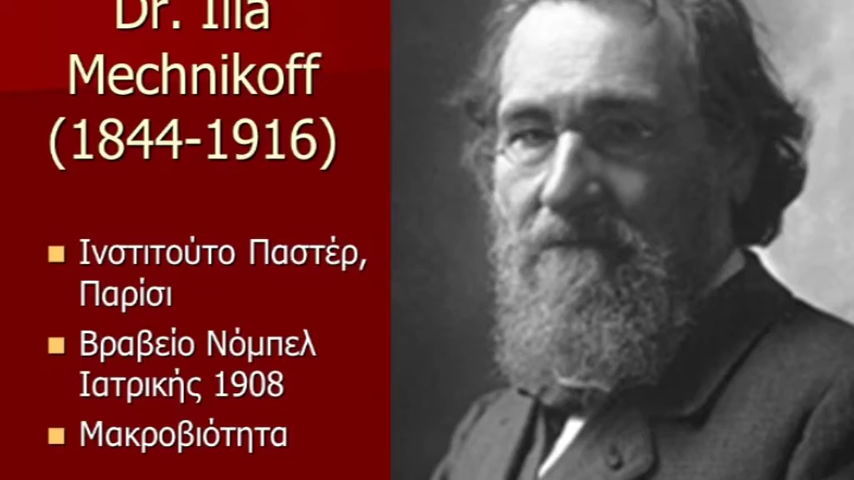 Dr. Ilia
Mechnikoff
(1844-1916)
Ινστιτούτο Παστέρ,
Παρίσι
Βραβείο Νόμπελ
Ιατρικής 1908
Μακροβιότητα